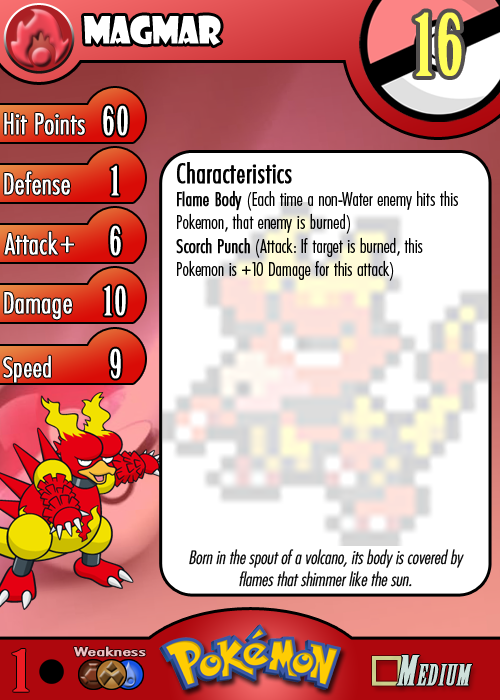 MAGMAR
16
Hit Points 60
Defense 1
Attack+ 6
Damage 10
Speed 9
Characteristics
Flame Body (Each time a non-Water enemy hits this
Pokemon, that enemy is burned)
Scorch Punch (Attack: If target is burned, this
Pokemon is +10 Damage for this attack)
Born in the spout of a volcano, its body is covered by
flames that shimmer like the sun.
1
Weakness
POKéMON
MEDIUM